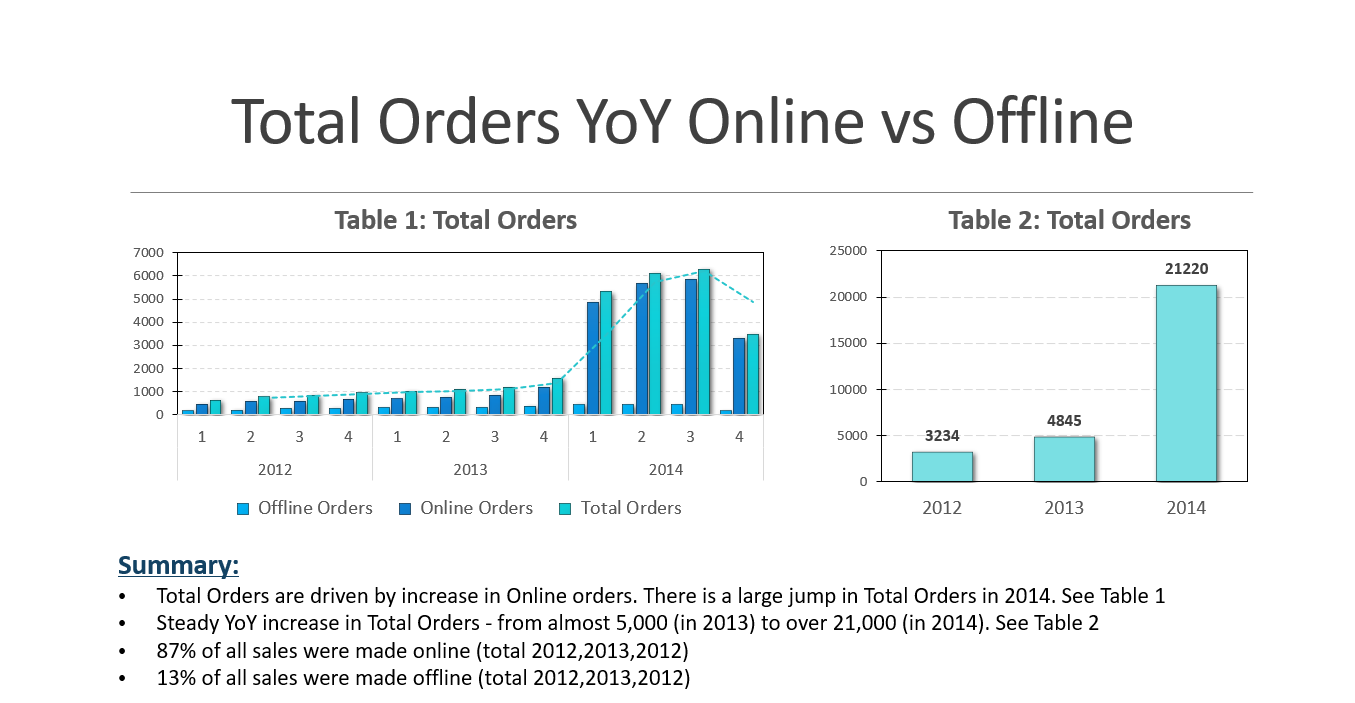 Total Orders YoY Online vs Offline
Table 1: Total Orders
7000
6000
5000
4000
3000
2000
1000
0
1 2 3 4 1 2 3 4 1 2 3 4
2012 2013 2014
Offline Orders Online Orders Total Orders
Table 2: Total Orders
25000
20000
15000
10000
5000
0
3234 4845 21220
2012 2013 2014
Summary:
• Total Orders are driven by increase in Online orders. There is a large jump in Total Orders in 2014. See Table 1
• Steady YoY increase in Total Orders - from almost 5,000 (in 2013) to over 21,000 (in 2014). See Table 2
• 87% of all sales were made online (total 2012,2013,2012)
• 13% of all sales were made offline (total 2012,2013,2012)